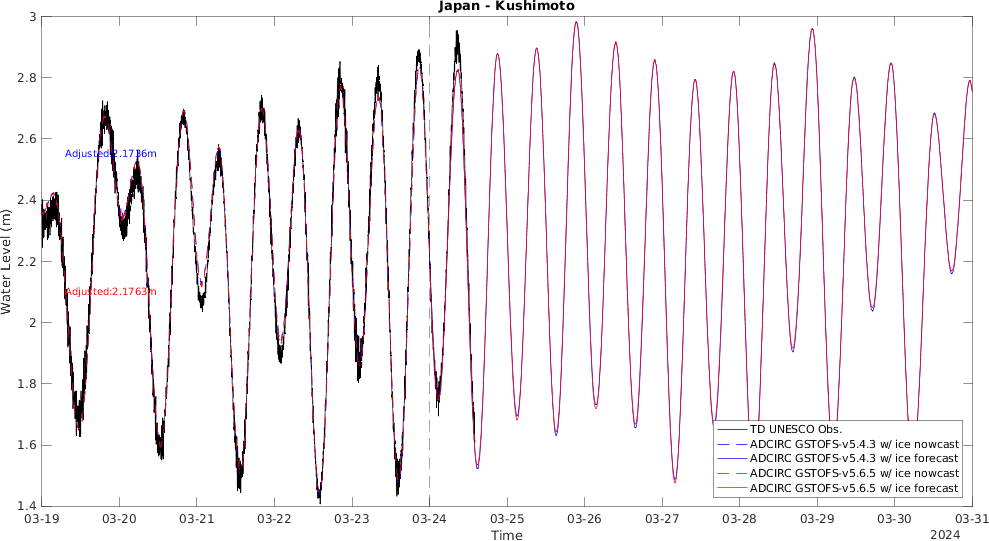 Japan - Kushimoto
3
2.8
2.6
2.4
2.2
2
1.8
1.6
1.4
Water Level (m)
Adjusted:2.1736m
Adjusted:2.1763m
TD UNESCO Obs.
ADCIRC GSTOFS-v5.4.3 w/ ice nowcast
ADCIRC GSTOFS-v5.4.3 w/ ice forecast
ADCIRC GSTOFS-v5.6.5 w/ ice nowcast
ADCIRC GSTOFS-v5.6.5 w/ ice forecast
03-19 03-20 03-21 03-22 03-23 03-24 03-25 03-26 03-27 03-28 03-29 03-30 03-31
Time
2024